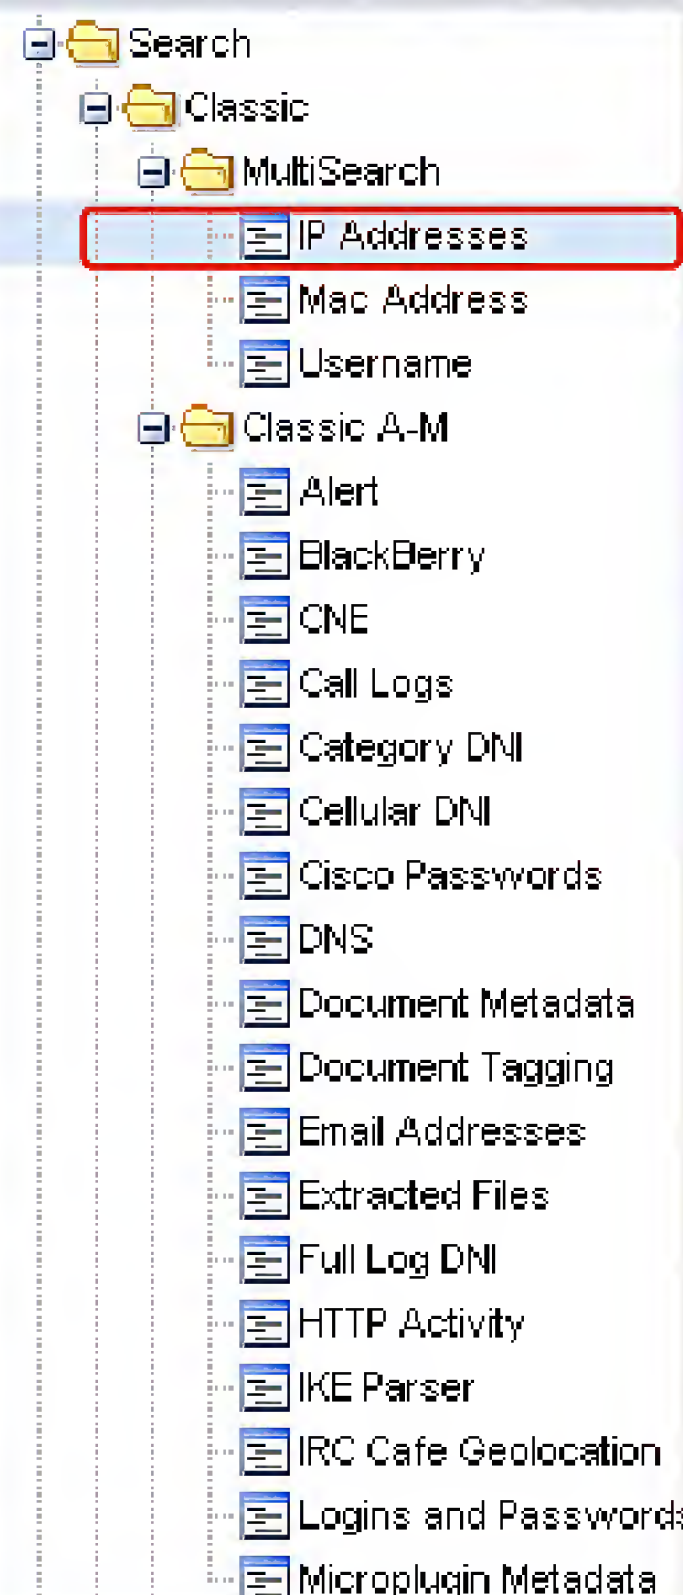 Search
Classic
MultiSearch
IP Addresses
Mac Address
Username
Classic A-M
Alert
BlackBerry
CNE
Call Logs
Category DNI
Cellular DNI
Cisco Passwords
DNS
Document Metadata
Document Tagging
Email Addresses
Extracted Files
Full Log DNI
HTTP Activity
IKE Parser
IRC Cafe Geolocation
Logins and Passwords
Microplugin Metadata